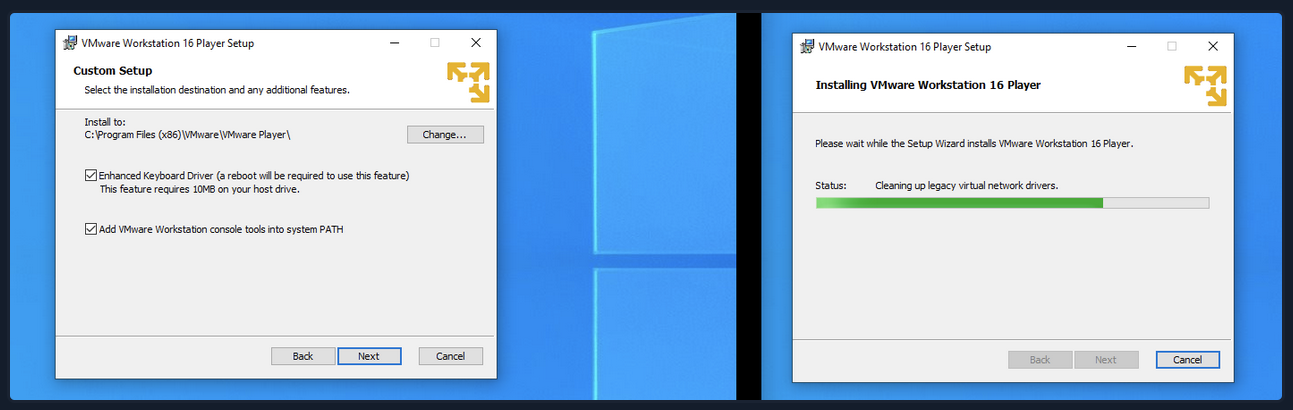 VMware Workstation 16 Player Setup
Custom Setup
Select the installation destination and any additional features.
Install to:
C:\Program Files (x86)\VMware\VMware Player\
Change...
Enhanced Keyboard Driver (a reboot will be required to use this feature)
This feature requires 10MB on your host drive.
Add VMware Workstation console tools into system PATH
Back
Next
Cancel
VMware Workstation 16 Player Setup
Installing VMware Workstation 16 Player
Please wait while the Setup Wizard installs VMware Workstation 16 Player.
Status: Cleaning up legacy virtual network drivers.
Back
Next
Cancel